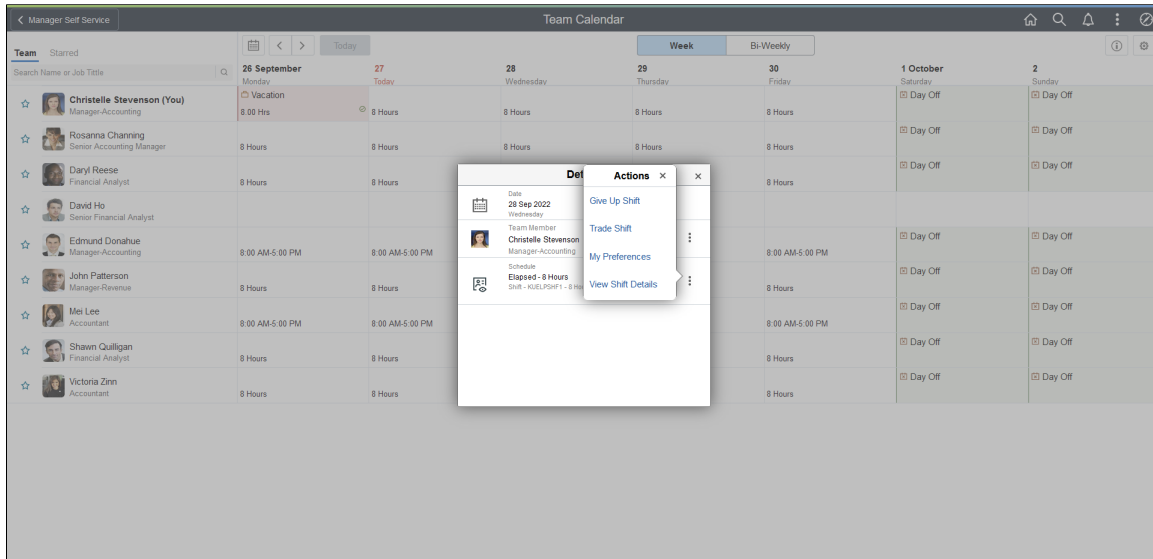 Manager Self Service
Team Calendar
Team Starred
Today
Week Bi-Weekly
Search Name or Job Tittle
26 September 27 28 29 30 1 October 2
Monday Today Wednesday Thursday Friday Saturday Sunday
Christelle Stevenson (You)
Manager-Accounting
Vacation
8.00 Hrs 8 Hours 8 Hours 8 Hours 8 Hours
Day Off Day Off
Rosanna Channing
Senior Accounting Manager
8 Hours 8 Hours 8 Hours 8 Hours 8 Hours
Day Off Day Off
Daryl Reese
Financial Analyst
8 Hours 8 Hours 8 Hours
Day Off Day Off
David Ho
Senior Financial Analyst
Edmund Donahue
Manager-Accounting
8:00 AM-5:00 PM 8:00 AM-5:00 PM 8:00 AM-5:00 PM
Day Off Day Off
John Patterson
Manager-Revenue
8 Hours 8 Hours 8 Hours
Day Off Day Off
Mei Lee
Accountant
8:00 AM-5:00 PM 8:00 AM-5:00 PM 8:00 AM-5:00 PM
Day Off Day Off
Shawn Quilligan
Financial Analyst
8 Hours 8 Hours 8 Hours
Day Off Day Off
Victoria Zinn
Accountant
8 Hours 8 Hours 8 Hours
Day Off Day Off
Det
Date
28 Sep 2022
Wednesday
Team Member
Christelle Stevenson
Manager-Accounting
Schedule
Elapsed - 8 Hours
Shift - KUELPSHF1 - 8 Hou
Actions
Give Up Shift
Trade Shift
My Preferences
View Shift Details